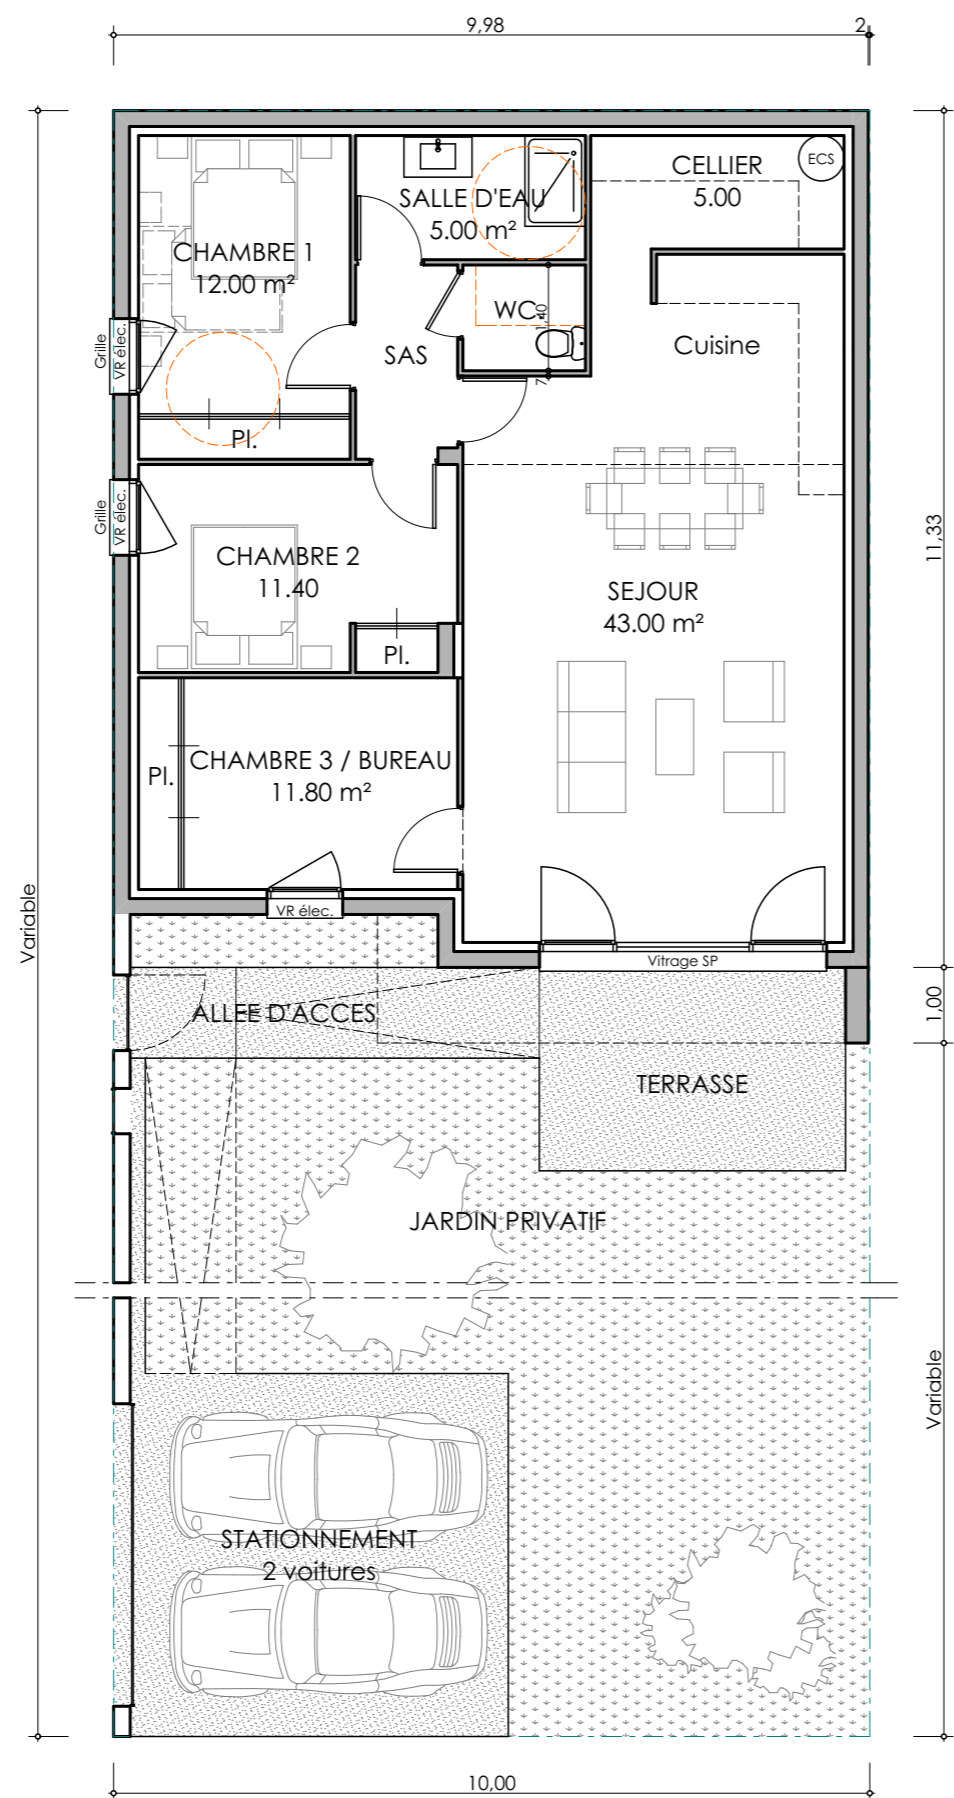 9,98
2
CELLIER
5.00
ECS
SALLE D'EAU
5.00 m²
CHAMBRE 1
12.00 m²
WC
SAS
Cuisine
Grille
VR élec.
Pl.
Grille
VR élec.
CHAMBRE 2
11.40
11,33
SEJOUR
43.00 m²
Pl.
CHAMBRE 3 / BUREAU
11.80 m²
Pl.
Variable
VR élec.
Vitrage SP
ALLEE D'ACCES
1,00
TERRASSE
JARDIN PRIVATIF
Variable
STATIONNEMENT
2 voitures
10,00